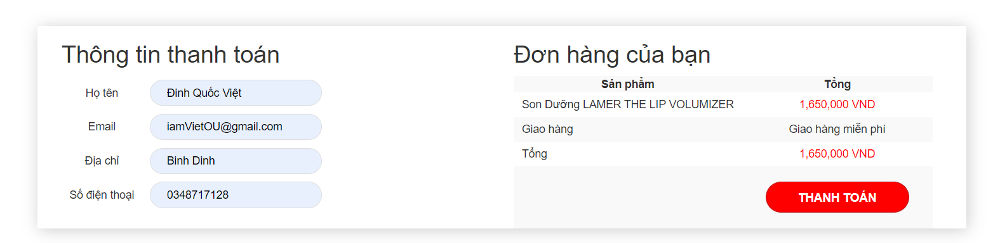 Thông tin thanh toán
Họ tên
Đinh Quốc Việt
Email
iamVietOU@gmail.com
Địa chỉ
Binh Dinh
Số điện thoại
0348717128
Đơn hàng của bạn
Sản phẩm Tổng
Son Dưỡng LAMER THE LIP VOLUMIZER 1,650,000 VND
Giao hàng Giao hàng miễn phí
Tổng 1,650,000 VND
THANH TOÁN